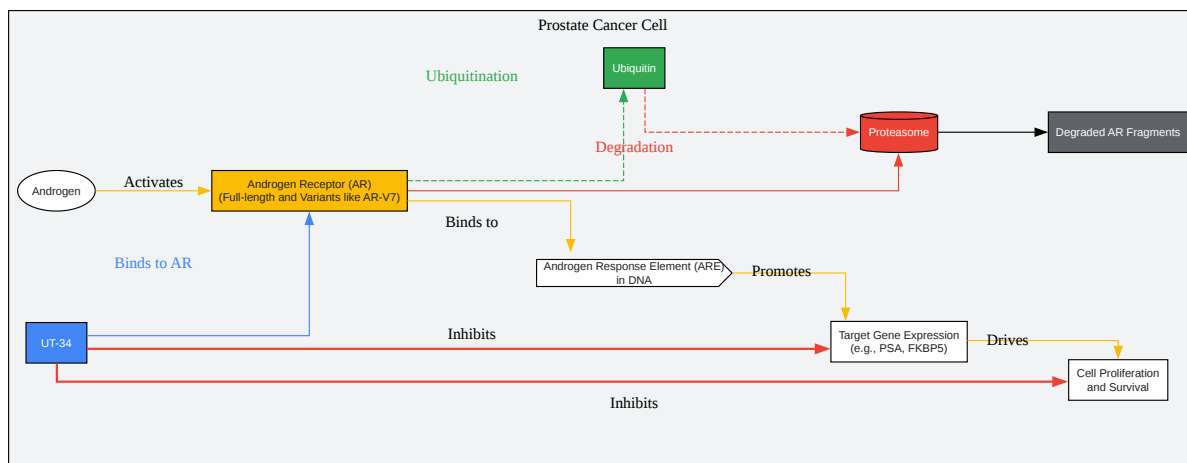 Prostate Cancer Cell
Ubiquitination
Ubiquitin
Degradation
Proteasome
Degraded AR Fragments
Androgen
Activates
Androgen Receptor (AR)
(Full-length and Variants like AR-V7)
Binds to
Binds to AR
Androgen Response Element (ARE)
in DNA
Promotes
UT-34
Inhibits
Target Gene Expression
(e.g., PSA, FKBP5)
Drives
Cell Proliferation
and Survival
Inhibits